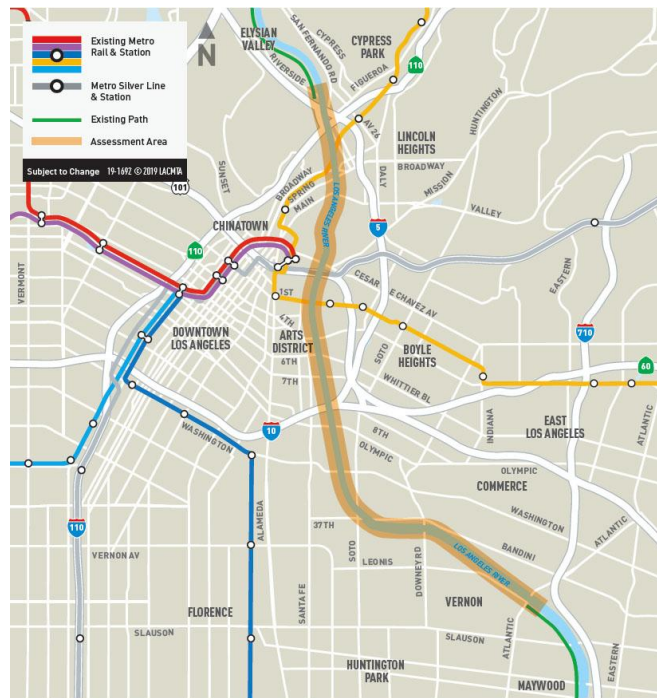 Existing Metro
Rail & Station
Metro Silver Line
& Station
Existing Path
Assessment Area
Subject to Change 19-1692 © 2019 LACMTA
N
ELYSIAN
VALLEY
RIVERSIDE
SAN FERNANDO RD
CYPRESS
CYPRESS
PARK
FIGUEROA
110
AV 26
HUNTINGTON
LINCOLN
HEIGHTS
BROADWAY
DALY
MISSION
VALLEY
101
SUNSET
BROADWAY
SPRING
MAIN
CHINATOWN
LOS ANGELES RIVER
5
110
VERMONT
EASTERN
CESAR E CHAVEZ AV
1ST
710
DOWNTOWN
LOS ANGELES
4TH
ARTS
DISTRICT
6TH
7TH
SOTO
BOYLE
HEIGHTS
WHITTIER BL
60
INDIANA
EAST
LOS ANGELES
ATLANTIC
10
WASHINGTON
8TH
OLYMPIC
OLYMPIC
COMMERCE
WASHINGTON
ATLANTIC
110
ALAMEDA
37TH
BANDINI
VERNON AV
SOTO
LEONIS
DOWNEY RD
LOS ANGELES RIVER
SANTA FE
FLORENCE
VERNON
SLAUSON
SLAUSON
ATLANTIC
EASTERN
HUNTINGTON
PARK
MAYWOOD